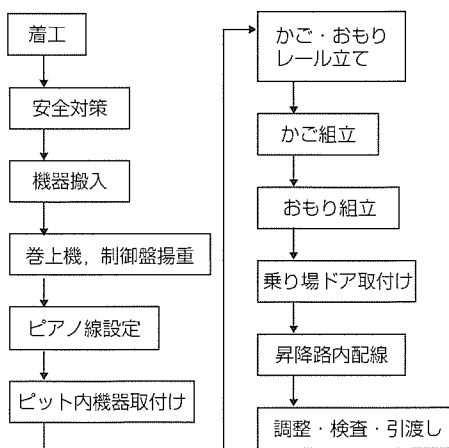 着工
安全対策
機器搬入
巻上機，制御盤揚重
ピアノ線設定
ピット内機器取付け
かご・おもり
レール立て
かご組立
おもり組立
乗り場ドア取付け
昇降路内配線
調整・検査・引渡し